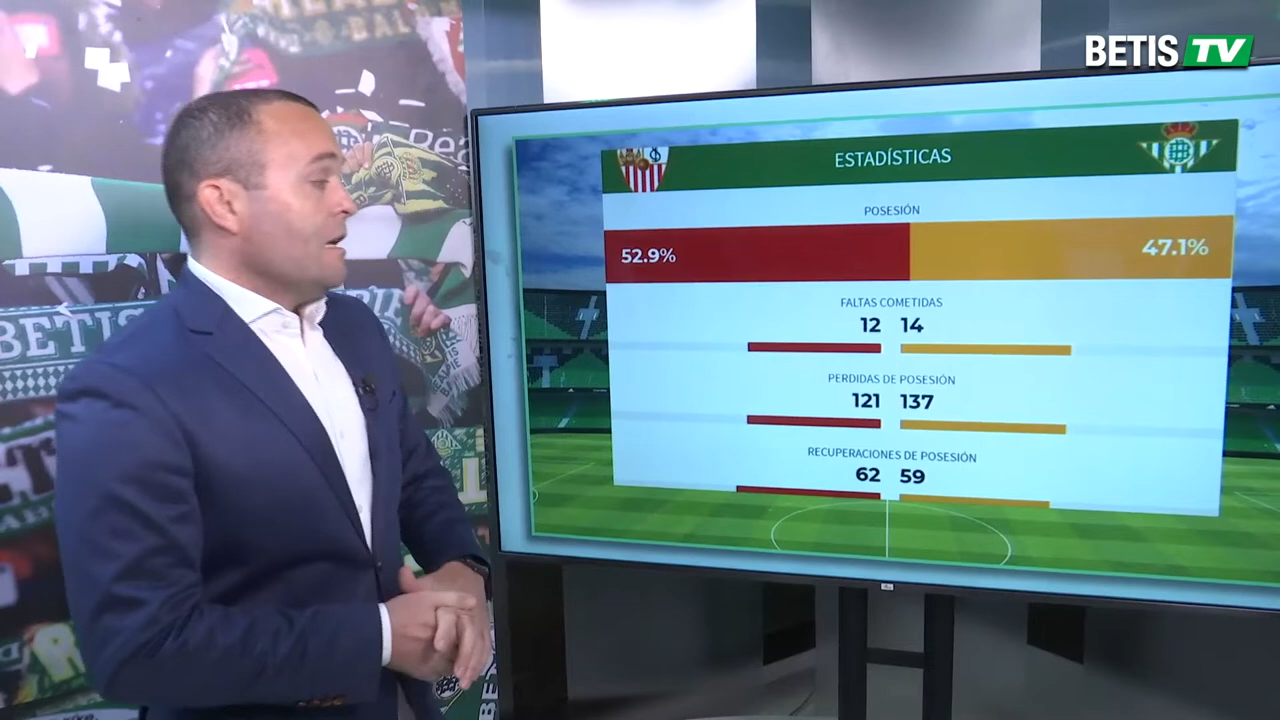 BETIS TV
ESTADÍSTICAS
POSESIÓN
52.9% 47.1%
FALTAS COMETIDAS
12 14
PERDIDAS DE POSESIÓN
121 137
RECUPERACIONES DE POSESIÓN
62 59
BETIS